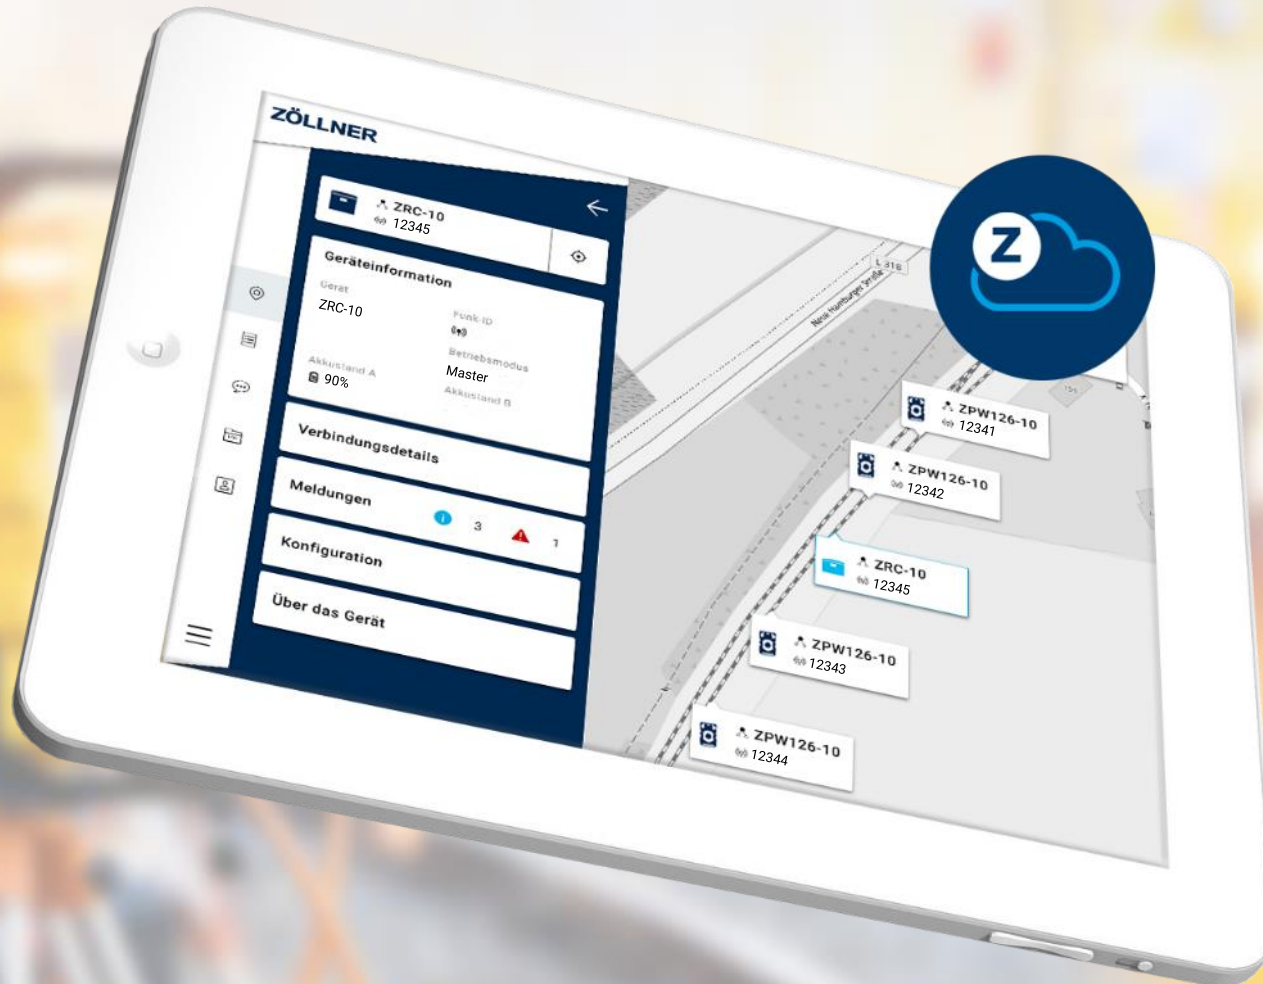 ZÖLLNER
ZRC-10
12345
Geräteinformation
Gerät
ZRC-10
Funk-ID
Betriebsmodus
Master
Akkustand A
90%
Akkustand B
Verbindungsdetails
Meldungen
3
1
Konfiguration
Über das Gerät
L 318
Neue Hamburger Straße
Z
ZPW126-10
12341
ZPW126-10
12342
ZRC-10
12345
ZPW126-10
12343
ZPW126-10
12344